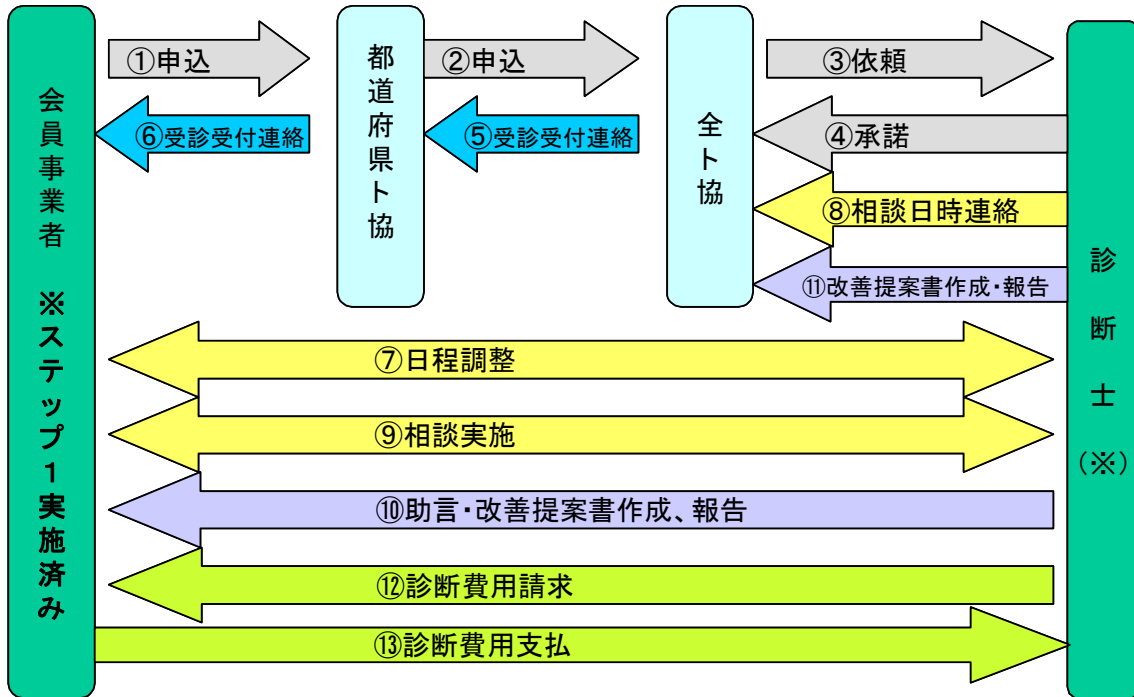 会員事業者 ※ステップ1実施済み
都道府県ト協
全ト協
診断士(※)
①申込
②申込
③依頼
⑥受診受付連絡
⑤受診受付連絡
④承諾
⑧相談日時連絡
⑪改善提案書作成・報告
⑦日程調整
⑨相談実施
⑩助言・改善提案書作成、報告
⑫診断費用請求
⑬診断費用支払